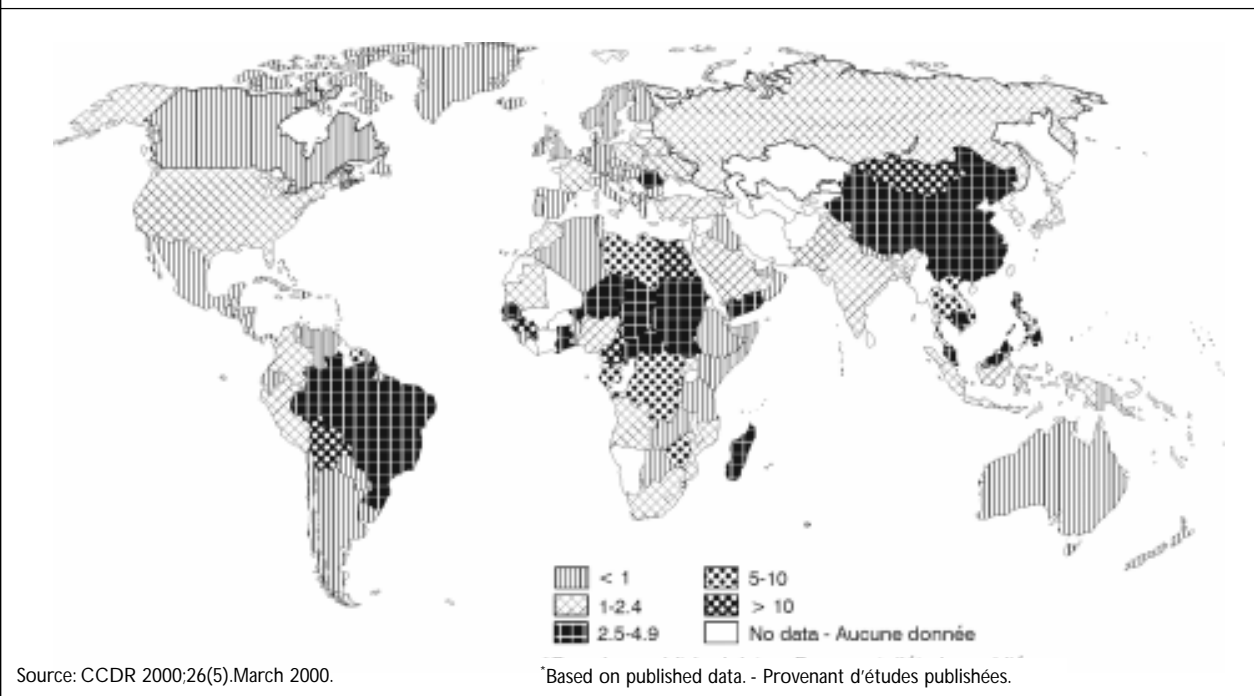 < 1
1-2.4
2.5-4.9
5-10
> 10
No data - Aucune donnée
Source: CCDR 2000;26(5).March 2000.
*Based on published data. - Provenant d'études publiées.